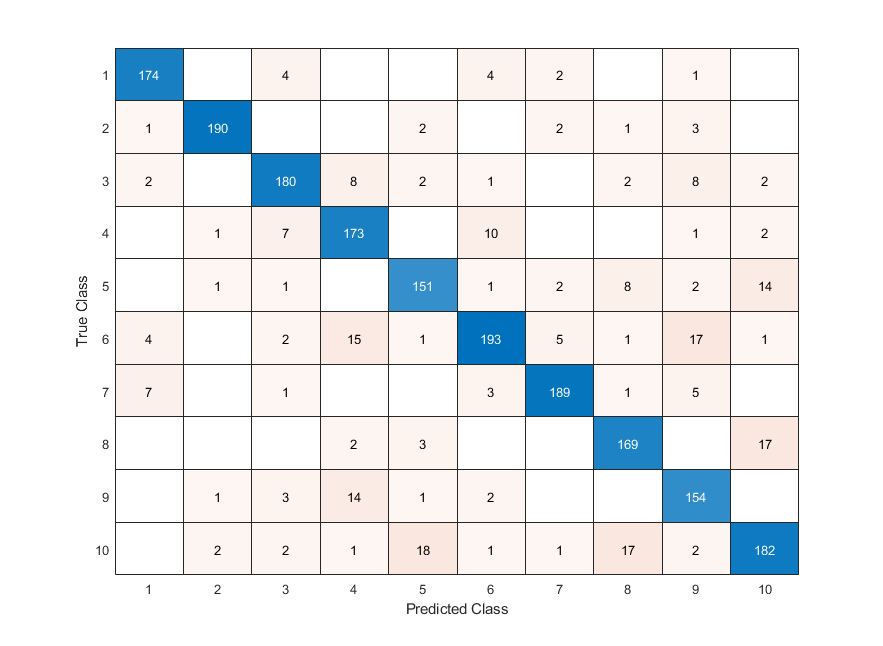 1 174 4 4 2 1
2 1 190 2 2 1 3
3 2 180 8 2 1 2 8 2
4 1 7 173 10 1 2
5 1 1 151 1 2 8 2 14
6 4 2 15 1 193 5 1 17 1
7 7 1 3 189 1 5
8 2 3 169 17
9 1 3 14 1 2 154
10 2 2 1 18 1 1 17 2 182
1 2 3 4 5 6 7 8 9 10
Predicted Class
True Class